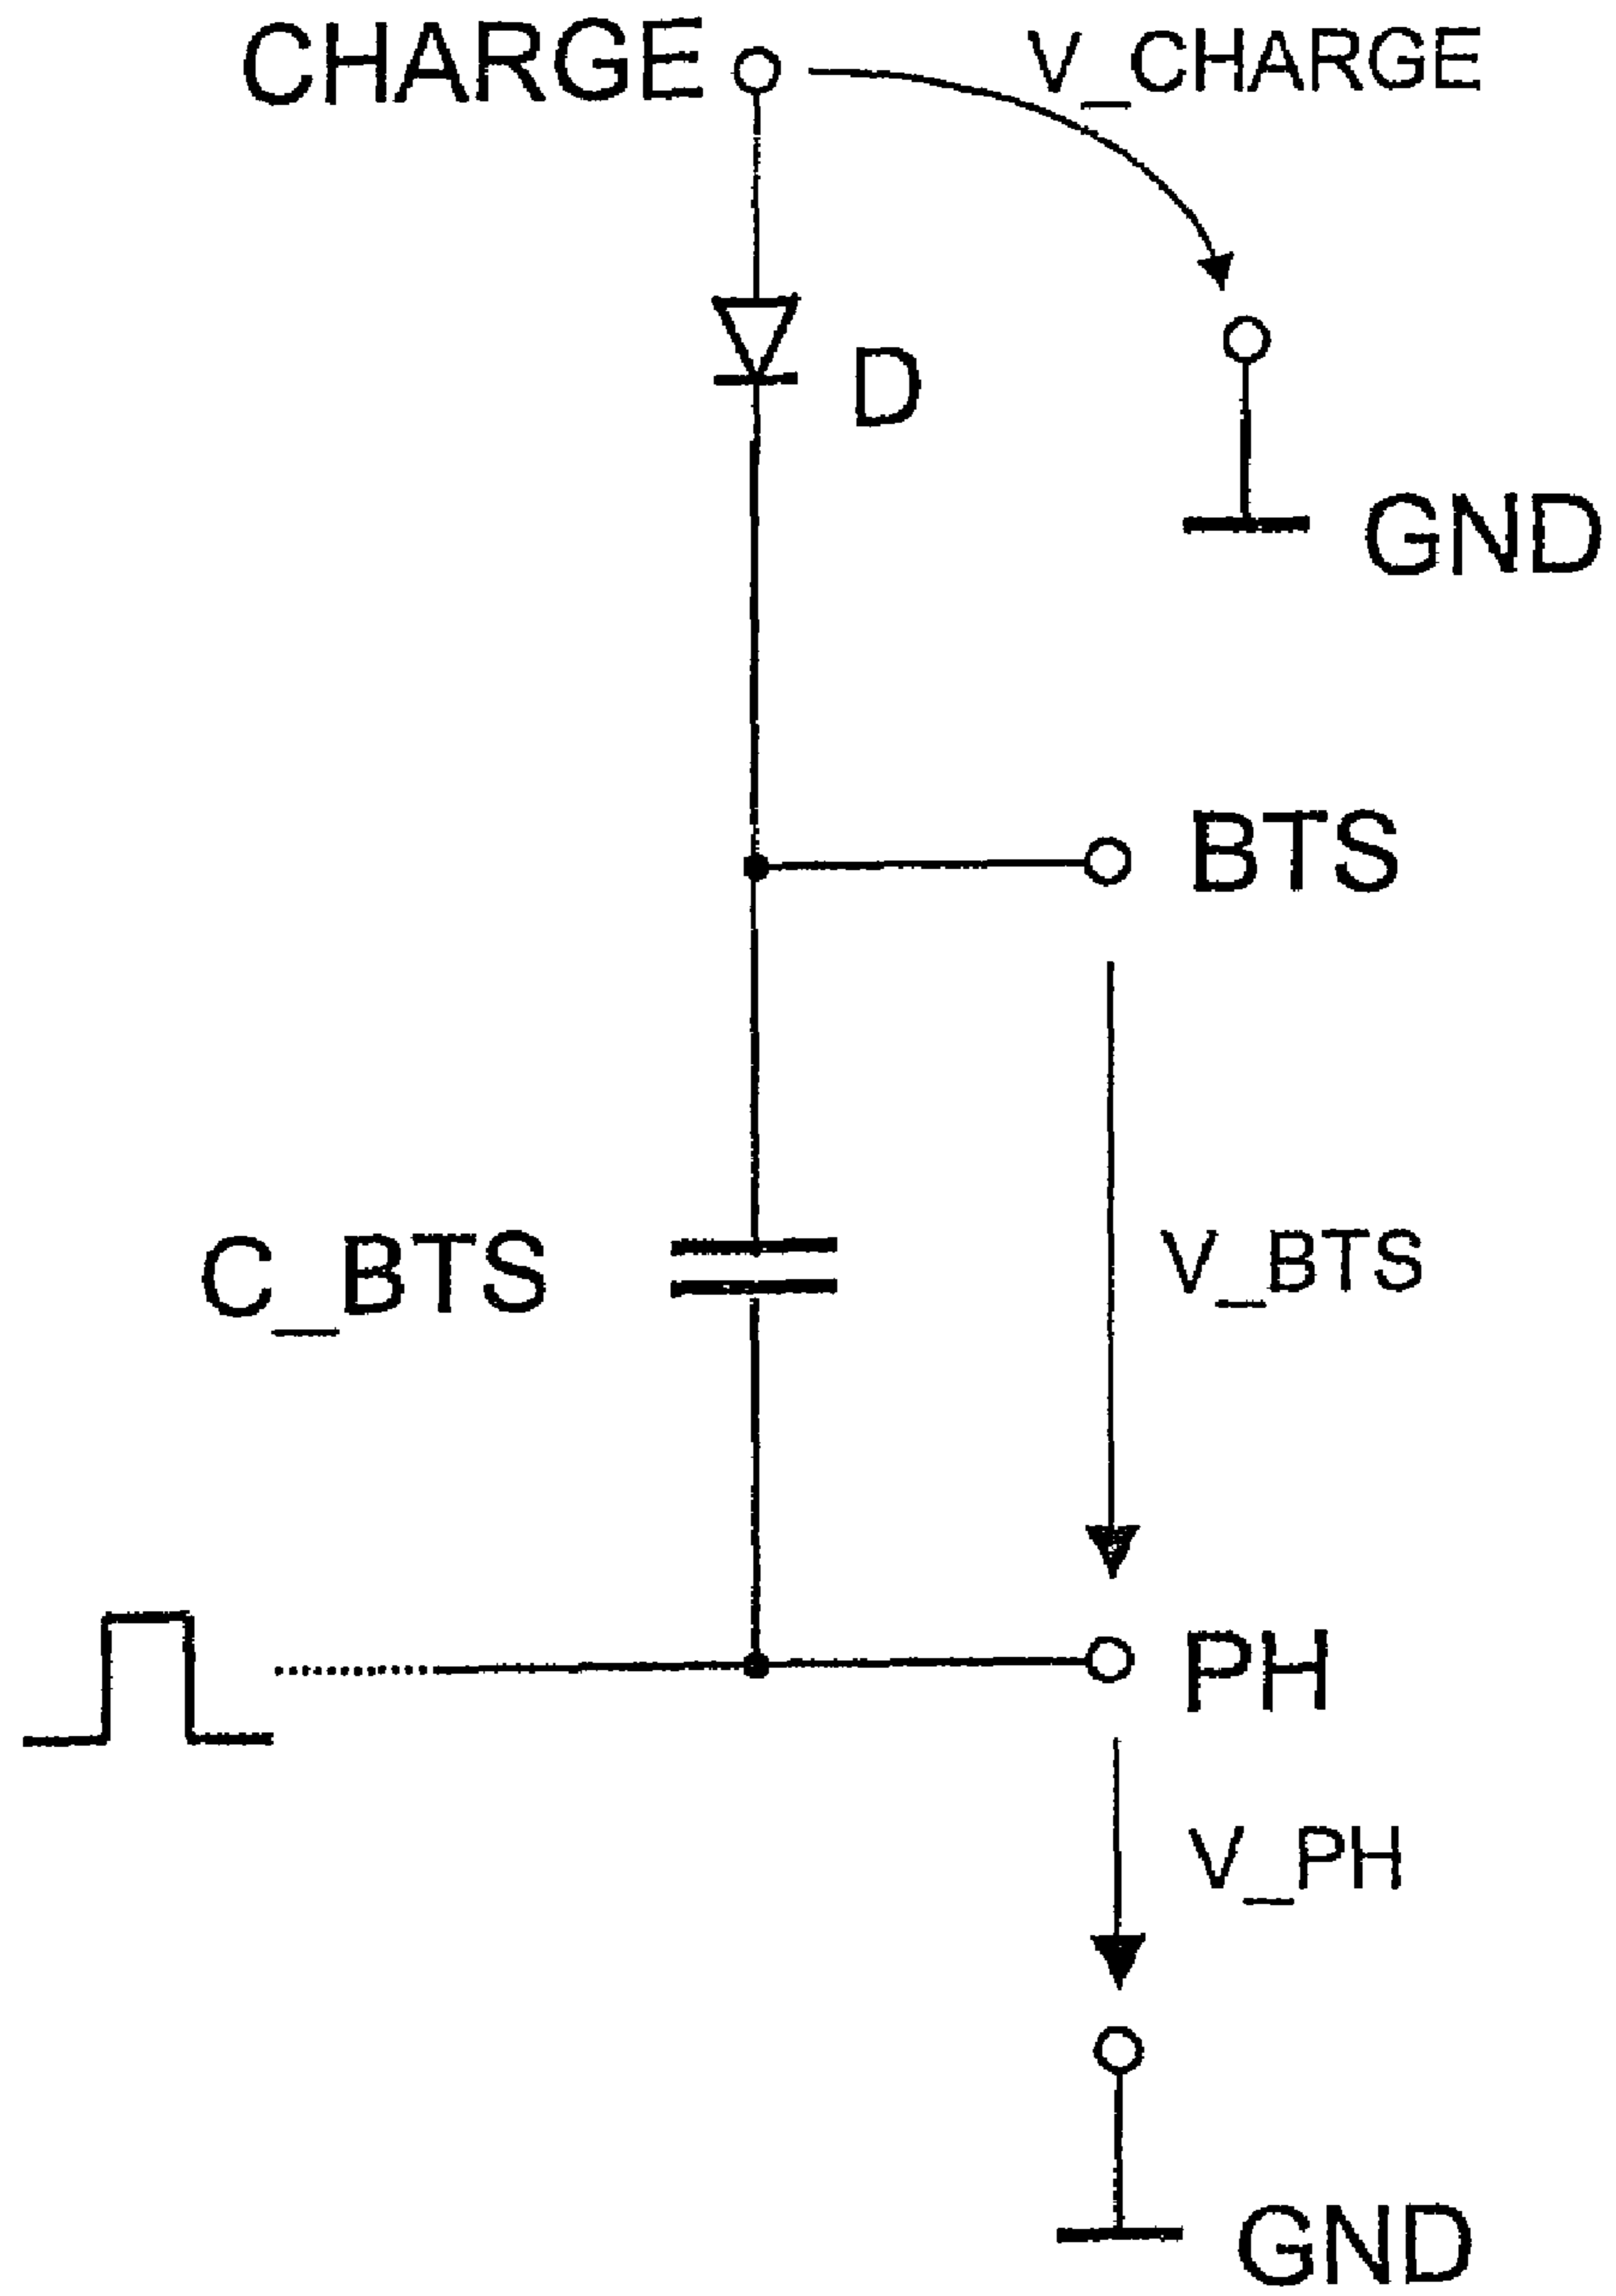 CHARGE
V_CHARGE
D
GND
BTS
C_BTS
V_BTS
PH
V_PH
GND